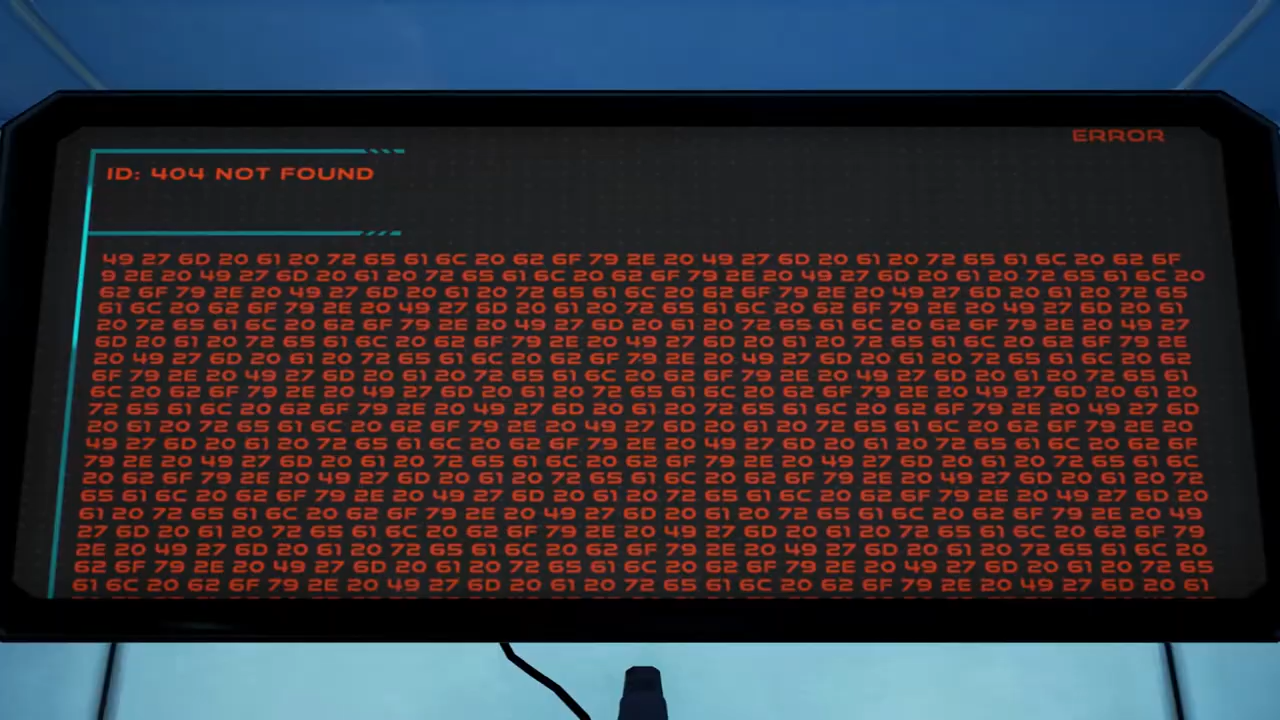 ERROR
ID: 404 NOT FOUND
49 27 6D 20 61 20 72 65 61 6C 20 62 6F 79 2E 20 49 27 6D 20 61 20 72 65 61 6C 20 62 6F
9 2E 20 49 27 6D 20 61 20 72 65 61 6C 20 62 6F 79 2E 20 49 27 6D 20 61 20 72 65 61 6C 20
62 6F 79 2E 20 49 27 6D 20 61 20 72 65 61 6C 20 62 6F 79 2E 20 49 27 6D 20 61 20 72 65
61 6C 20 62 6F 79 2E 20 49 27 6D 20 61 20 72 65 61 6C 20 62 6F 79 2E 20 49 27 6D 20 61
20 72 65 61 6C 20 62 6F 79 2E 20 49 27 6D 20 61 20 72 65 61 6C 20 62 6F 79 2E 20 49 27
6D 20 61 20 72 65 61 6C 20 62 6F 79 2E 20 49 27 6D 20 61 20 72 65 61 6C 20 62 6F 79 2E
20 49 27 6D 20 61 20 72 65 61 6C 20 62 6F 79 2E 20 49 27 6D 20 61 20 72 65 61 6C 20 62
6F 79 2E 20 49 27 6D 20 61 20 72 65 61 6C 20 62 6F 79 2E 20 49 27 6D 20 61 20 72 65 61
6C 20 62 6F 79 2E 20 49 27 6D 20 61 20 72 65 61 6C 20 62 6F 79 2E 20 49 27 6D 20 61 20
72 65 61 6C 20 62 6F 79 2E 20 49 27 6D 20 61 20 72 65 61 6C 20 62 6F 79 2E 20 49 27 6D
20 61 20 72 65 61 6C 20 62 6F 79 2E 20 49 27 6D 20 61 20 72 65 61 6C 20 62 6F 79 2E 20
49 27 6D 20 61 20 72 65 61 6C 20 62 6F 79 2E 20 49 27 6D 20 61 20 72 65 61 6C 20 62 6F
79 2E 20 49 27 6D 20 61 20 72 65 61 6C 20 62 6F 79 2E 20 49 27 6D 20 61 20 72 65 61 6C
20 62 6F 79 2E 20 49 27 6D 20 61 20 72 65 61 6C 20 62 6F 79 2E 20 49 27 6D 20 61 20 72
65 61 6C 20 62 6F 79 2E 20 49 27 6D 20 61 20 72 65 61 6C 20 62 6F 79 2E 20 49 27 6D 20
61 20 72 65 61 6C 20 62 6F 79 2E 20 49 27 6D 20 61 20 72 65 61 6C 20 62 6F 79 2E 20 49
27 6D 20 61 20 72 65 61 6C 20 62 6F 79 2E 20 49 27 6D 20 61 20 72 65 61 6C 20 62 6F 79
2E 20 49 27 6D 20 61 20 72 65 61 6C 20 62 6F 79 2E 20 49 27 6D 20 61 20 72 65 61 6C 20
62 6F 79 2E 20 49 27 6D 20 61 20 72 65 61 6C 20 62 6F 79 2E 20 49 27 6D 20 61 20 72 65
61 6C 20 62 6F 79 2E 20 49 27 6D 20 61 20 72 65 61 6C 20 62 6F 79 2E 20 49 27 6D 20 61